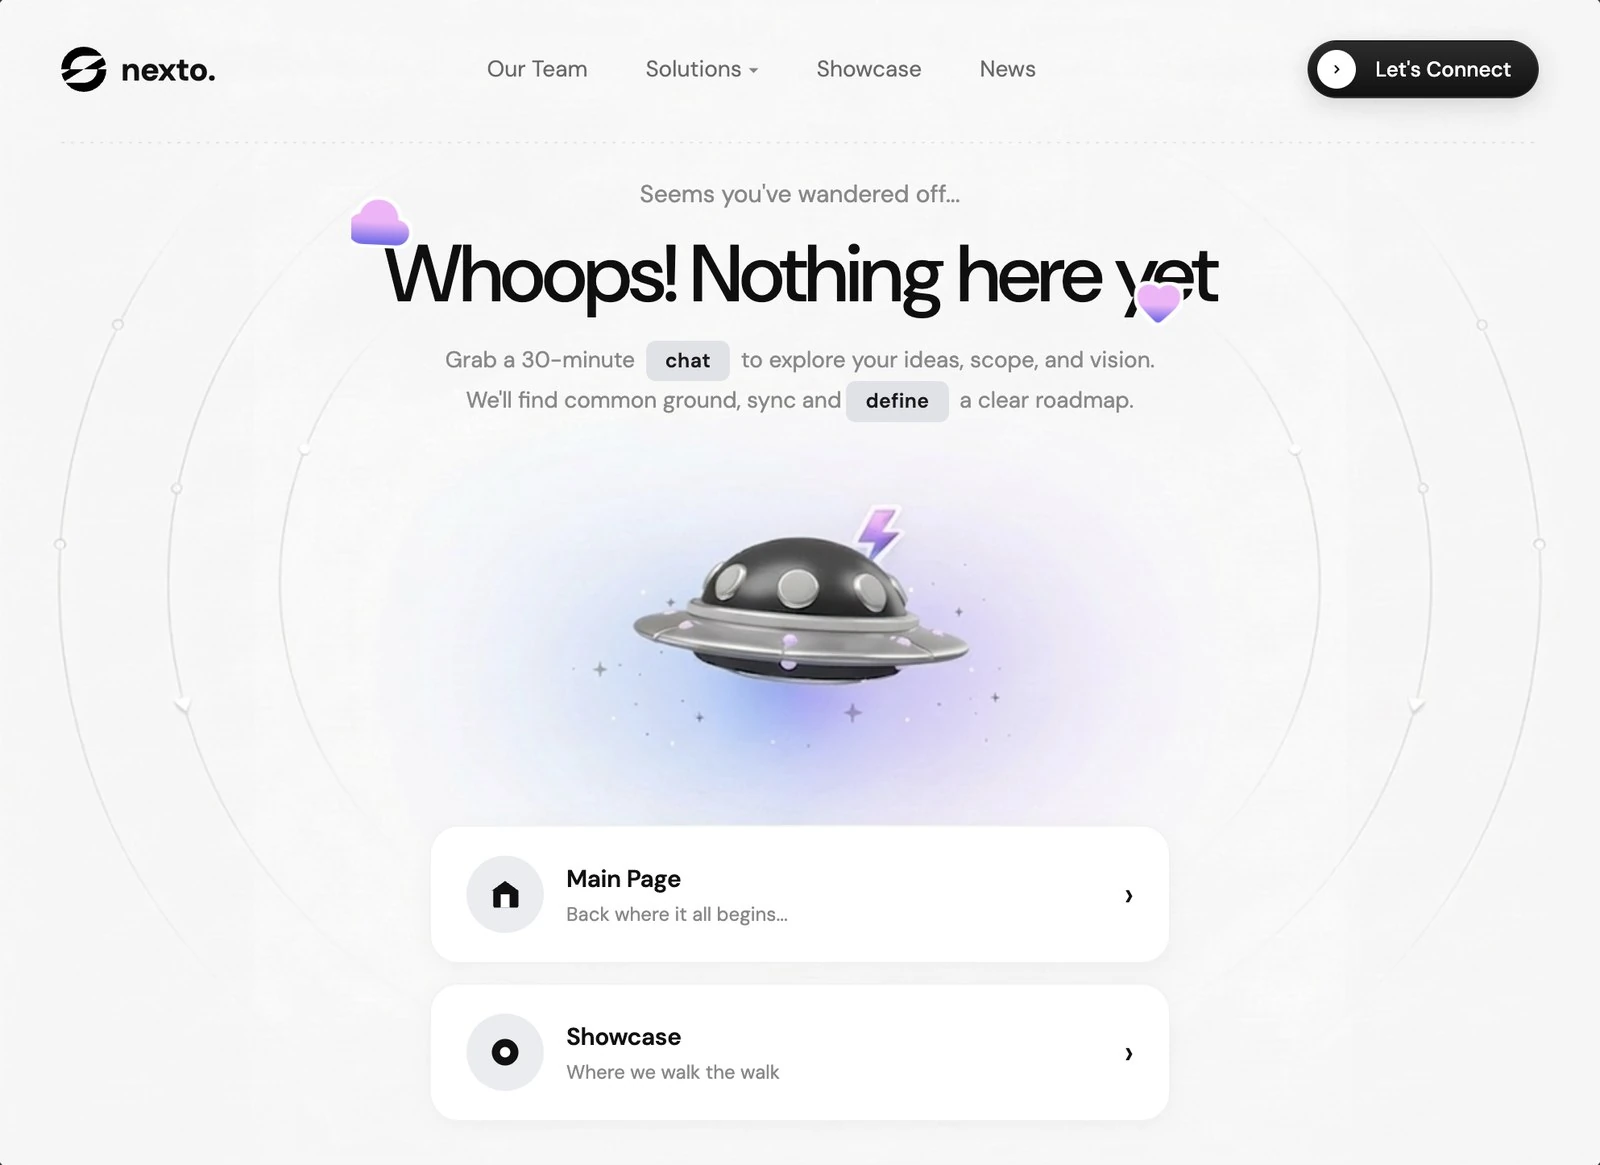 nexto.
Our Team
Solutions
Showcase
News
Let's Connect
Seems you've wandered off...
Whoops! Nothing here yet
Grab a 30-minute chat to explore your ideas, scope, and vision.
We'll find common ground, sync and define a clear roadmap.
Main Page
Back where it all begins...
Showcase
Where we walk the walk